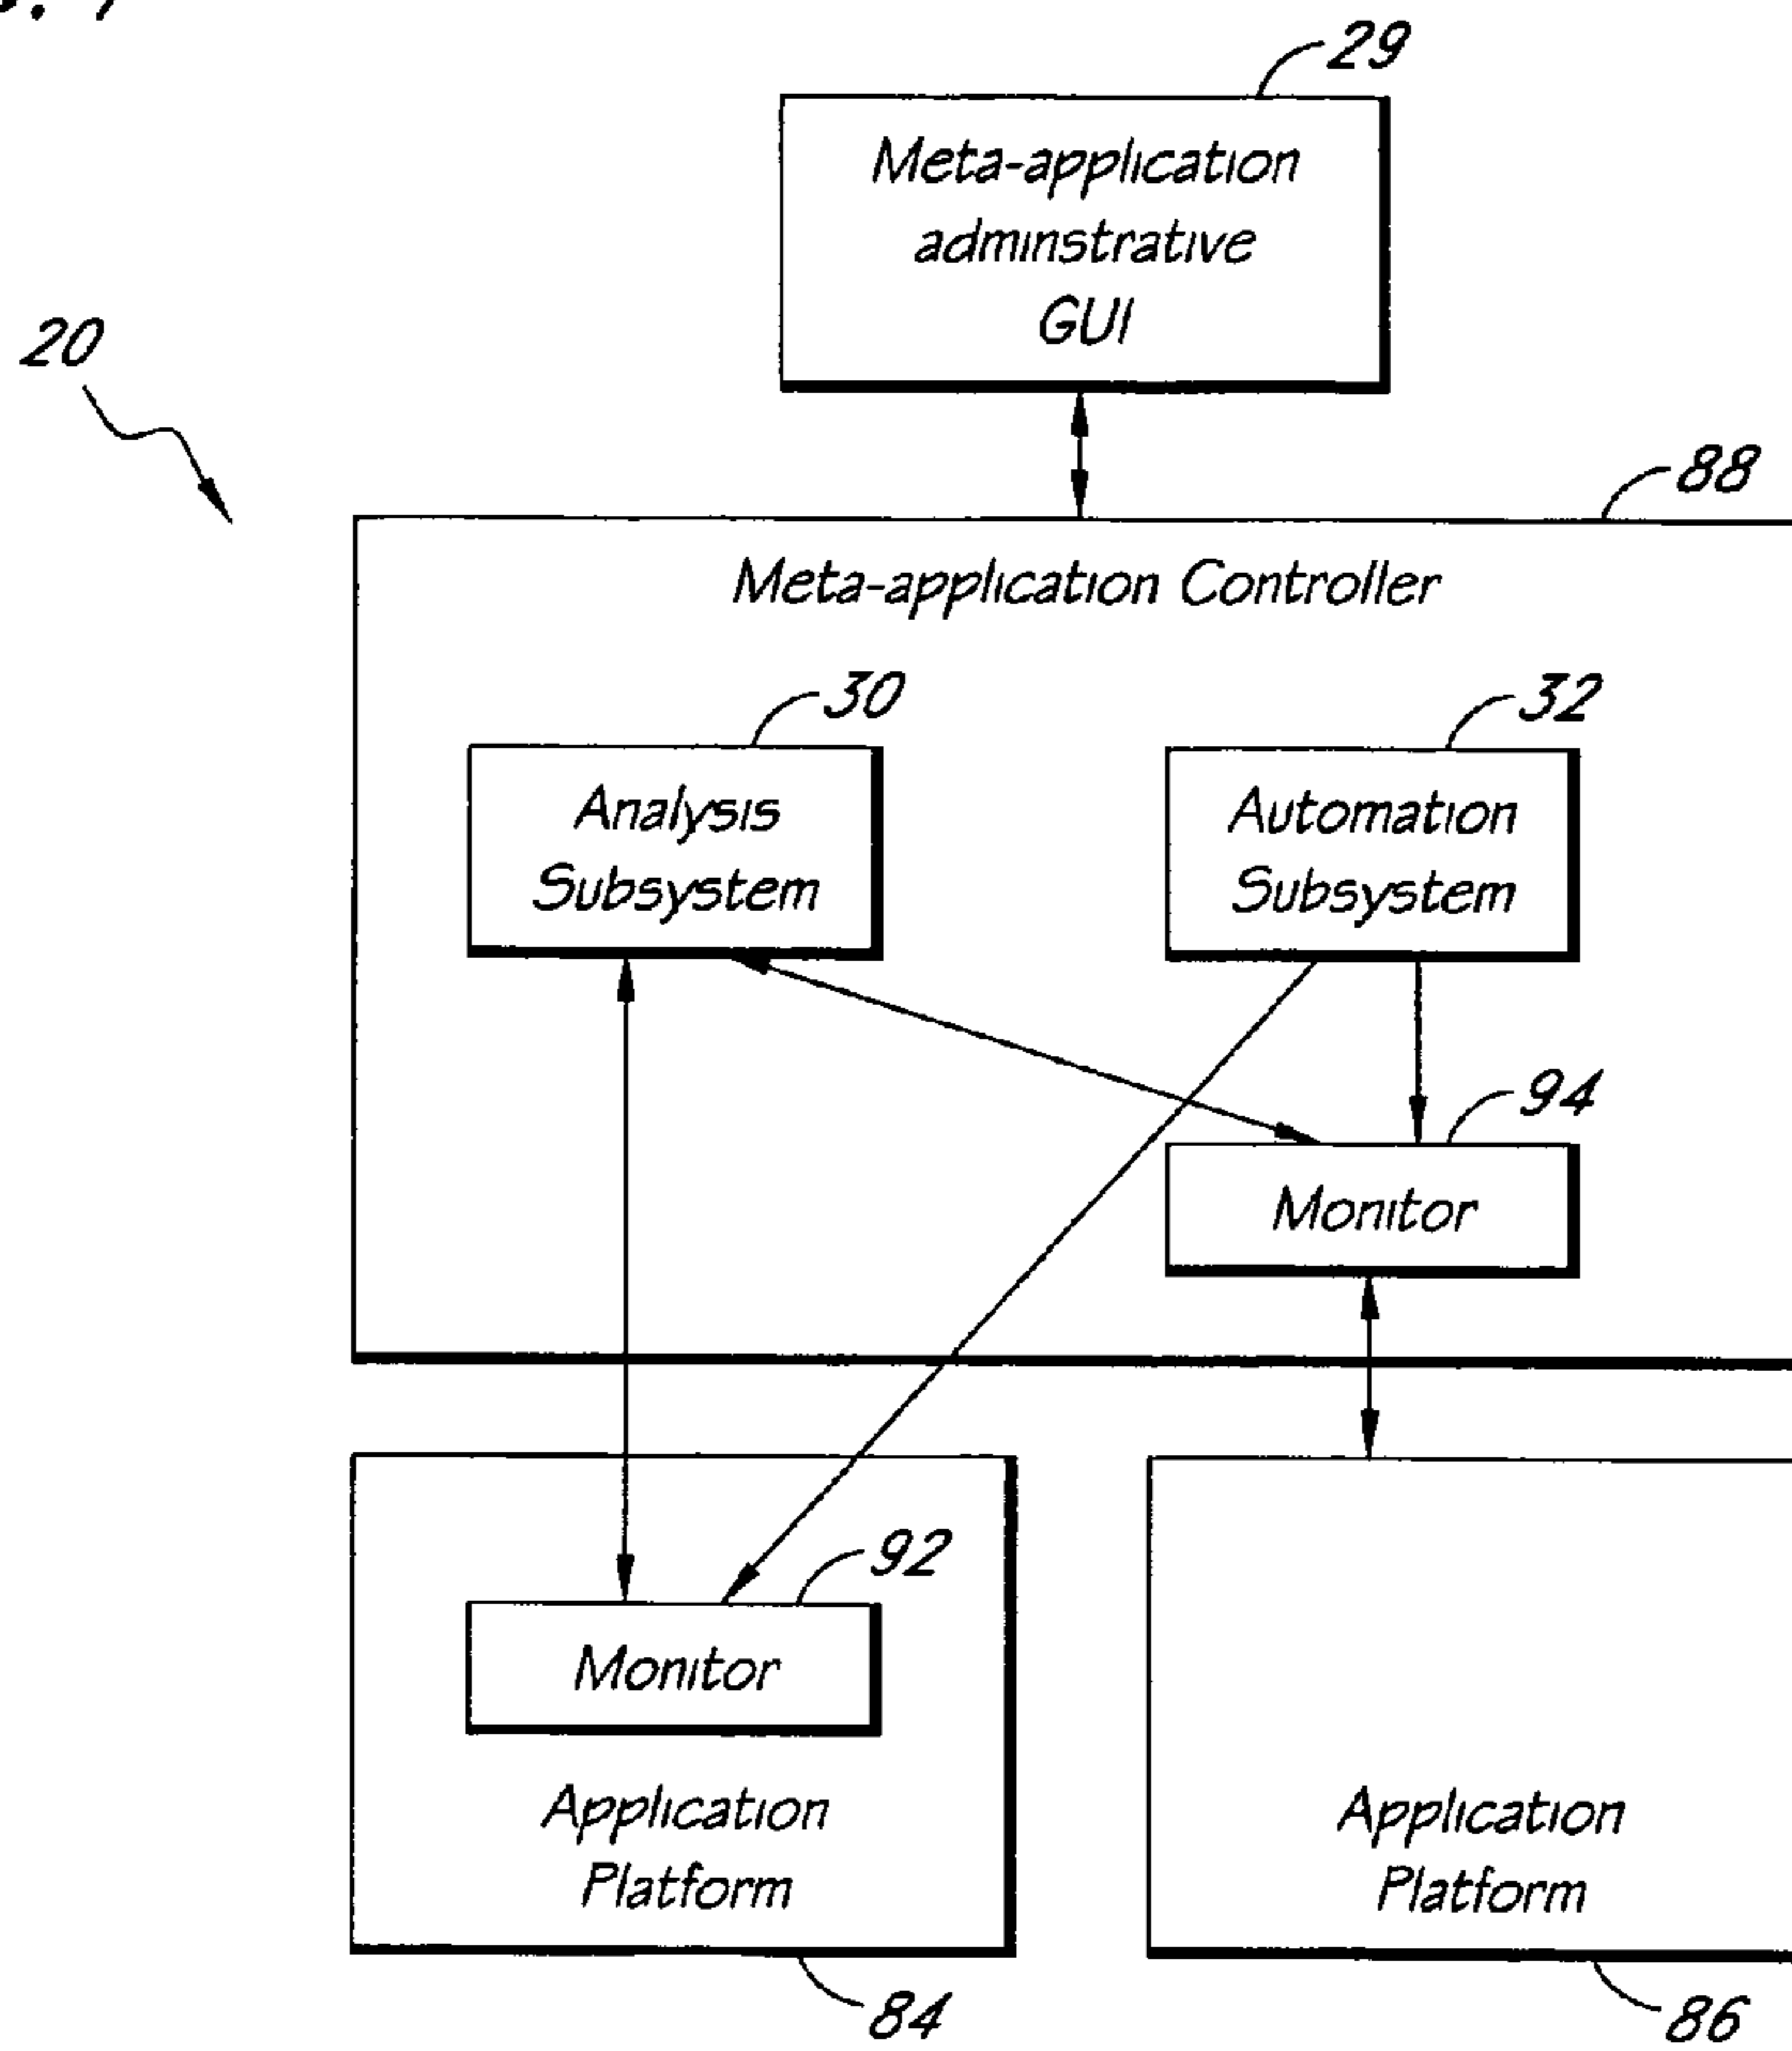 29
Meta-application
adminstrative
GUI
20
88
Meta-application Controller
30
32
Analysis
Subsystem
Automation
Subsystem
94
Monitor
92
Monitor
Application
Platform
Application
Platform
84
86